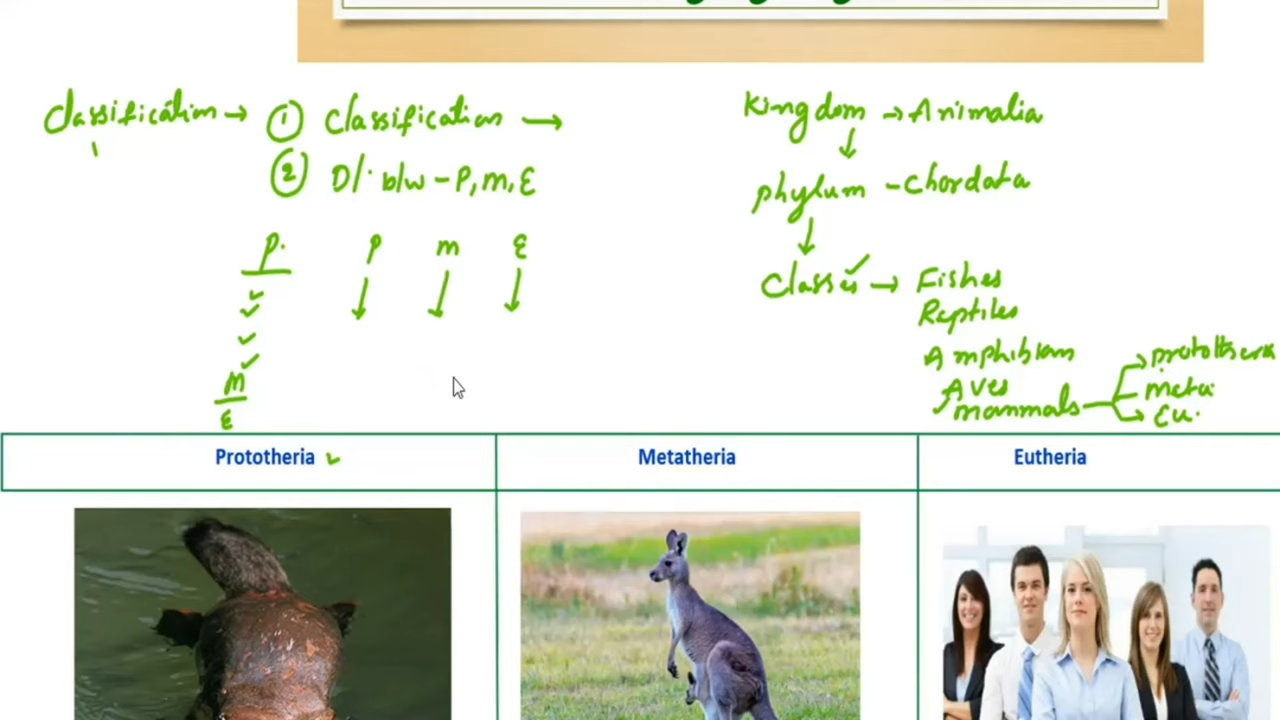 Classification → ① Classification →
② D/· b/w - P, m, E
P. P m E
M
E
Kingdom → Animalia
↓
phylum - Chordata
↓
Classes → Fishes
Reptiles
Amphibian
Aves
mammals → prototheria
Meta
Eu.
Prototheria Metatheria Eutheria